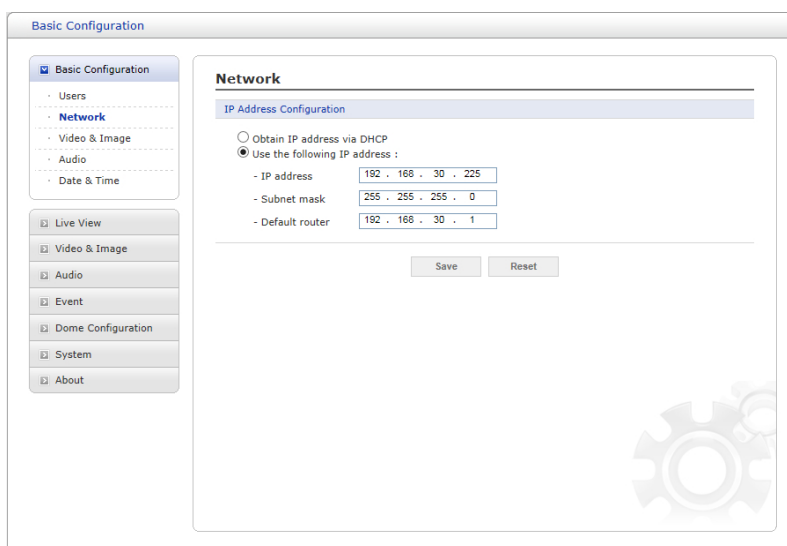 Basic Configuration
Basic Configuration
· Users
· Network
· Video & Image
· Audio
· Date & Time
Live View
Video & Image
Audio
Event
Dome Configuration
System
About
Network
IP Address Configuration
Obtain IP address via DHCP
Use the following IP address :
- IP address 192 . 168 . 30 . 225
- Subnet mask 255 . 255 . 255 . 0
- Default router 192 . 168 . 30 . 1
Save Reset